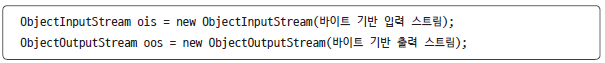 ObjectInputStream ois = new ObjectInputStream(바이트 기반 입력 스트림);
ObjectOutputStream oos = new ObjectOutputStream(바이트 기반 출력 스트림);